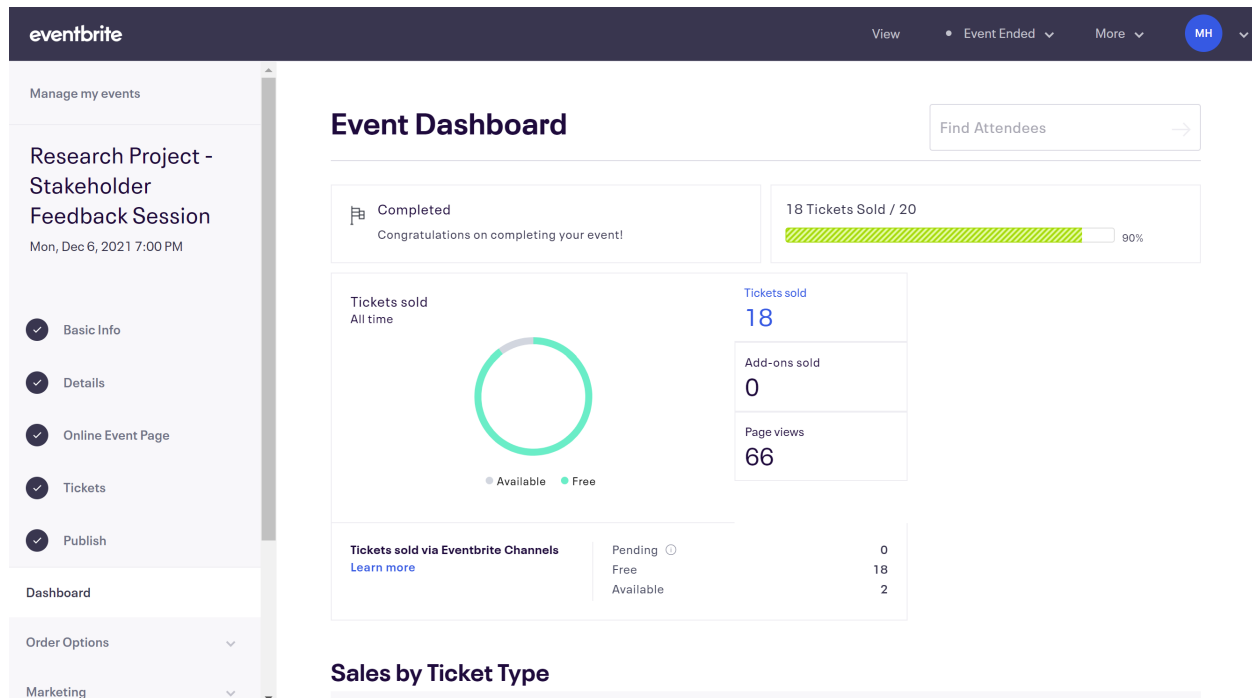 eventbrite
View
Event Ended
More
MH
Manage my events
Research Project -
Stakeholder
Feedback Session
Mon, Dec 6, 2021 7:00 PM
Basic Info
Details
Online Event Page
Tickets
Publish
Dashboard
Order Options
Marketing
Event Dashboard
Find Attendees
Completed
Congratulations on completing your event!
18 Tickets Sold / 20
90%
Tickets sold
All time
Available
Free
Tickets sold
18
Add-ons sold
0
Page views
66
Tickets sold via Eventbrite Channels
Learn more
Pending 0
Free 18
Available 2
Sales by Ticket Type